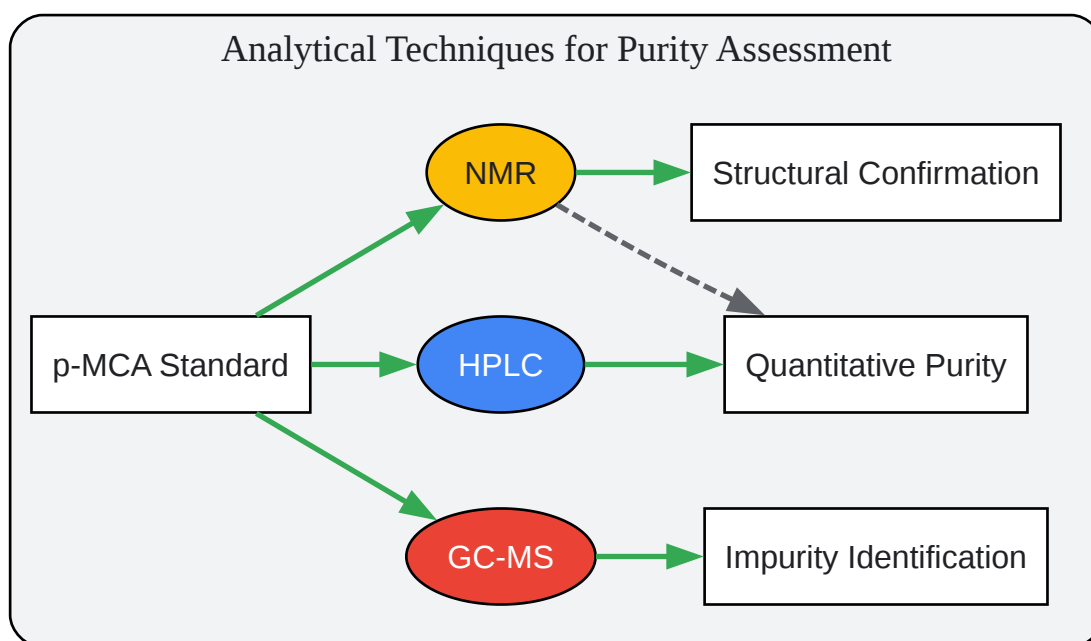 Analytical Techniques for Purity Assessment
NMR
Structural Confirmation
p-MCA Standard
HPLC
Quantitative Purity
GC-MS
Impurity Identification